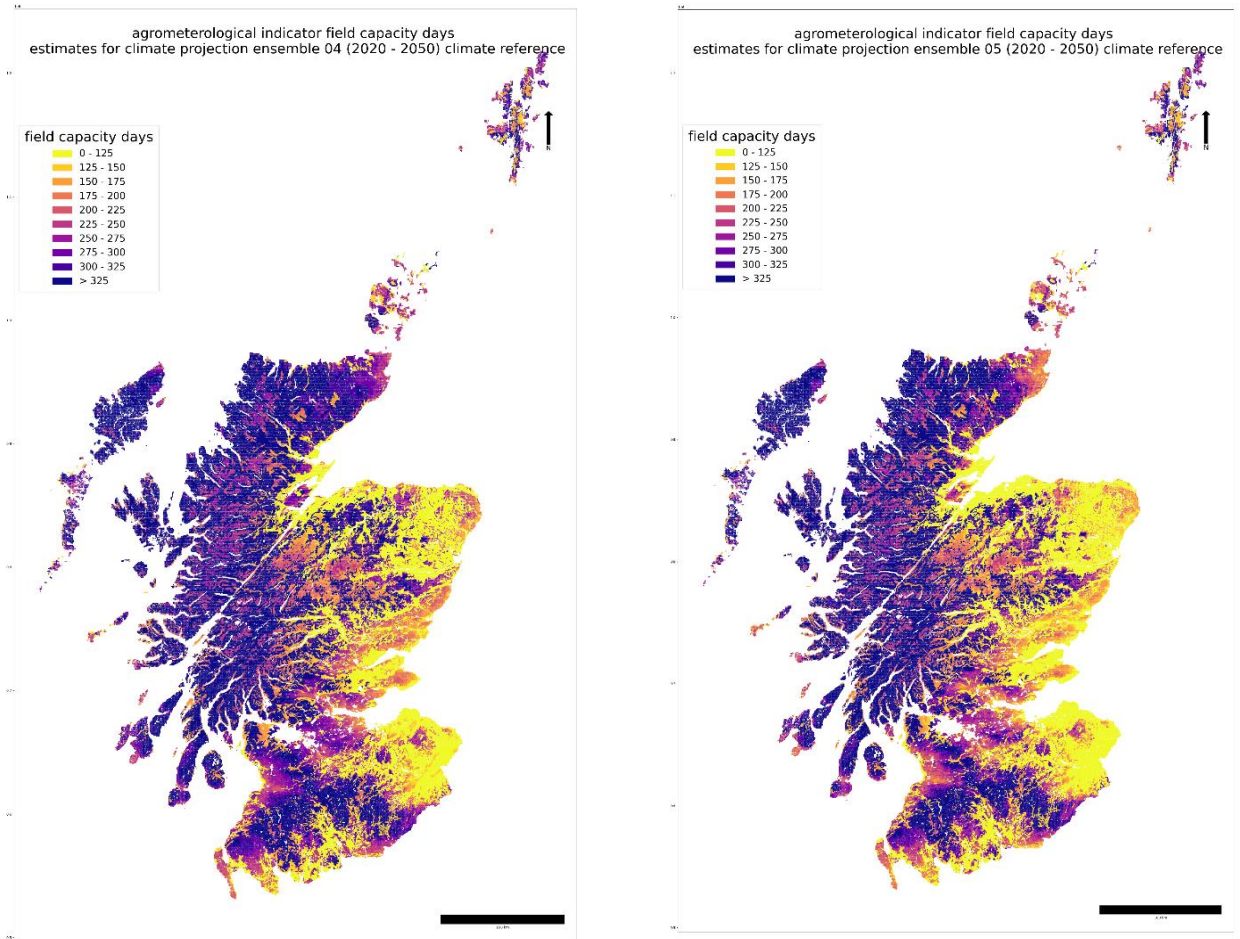 agrometerological indicator field capacity days
estimates for climate projection ensemble 04 (2020 - 2050) climate reference
field capacity days
0 - 125
125 - 150
150 - 175
175 - 200
200 - 225
225 - 250
250 - 275
275 - 300
300 - 325
> 325
N
agrometerological indicator field capacity days
estimates for climate projection ensemble 05 (2020 - 2050) climate reference
field capacity days
0 - 125
125 - 150
150 - 175
175 - 200
200 - 225
225 - 250
250 - 275
275 - 300
300 - 325
> 325
N